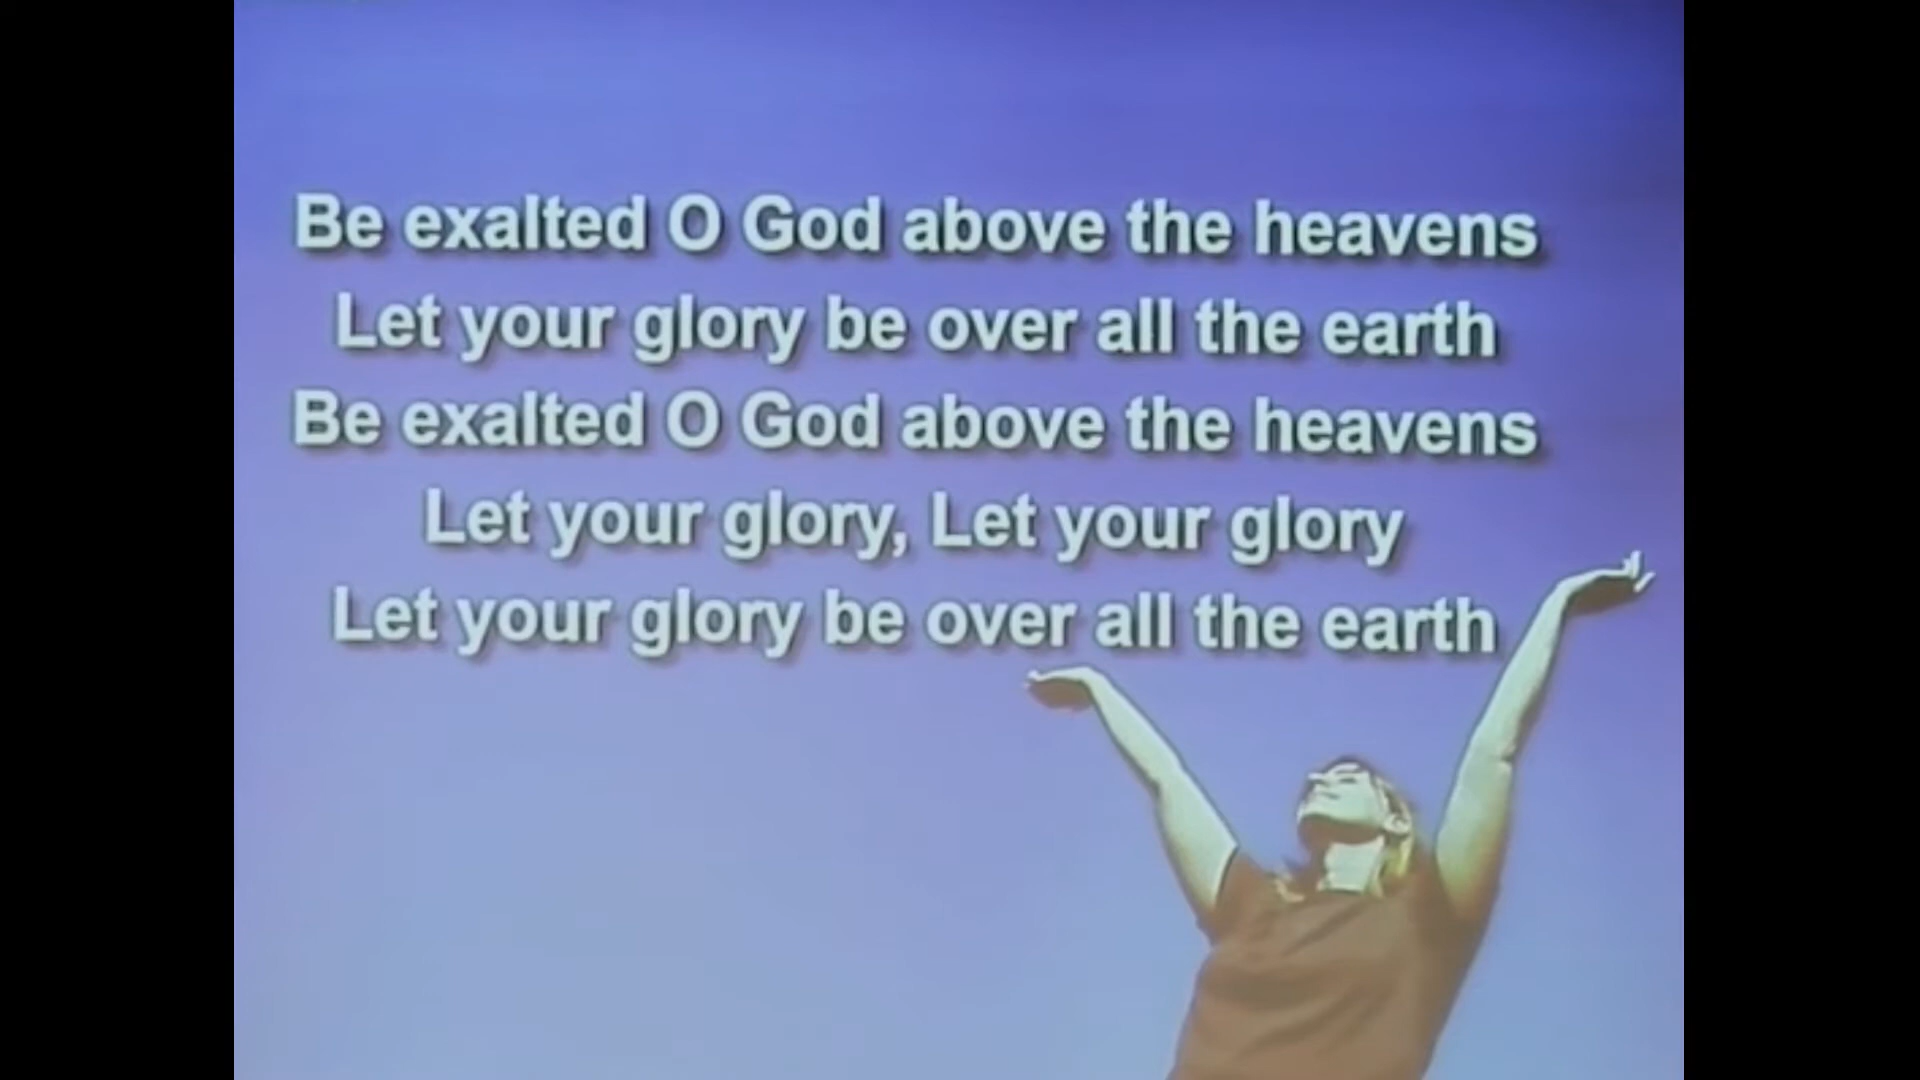 Be exalted O God above the heavens
Let your glory be over all the earth
Be exalted O God above the heavens
Let your glory, Let your glory
Let your glory be over all the earth